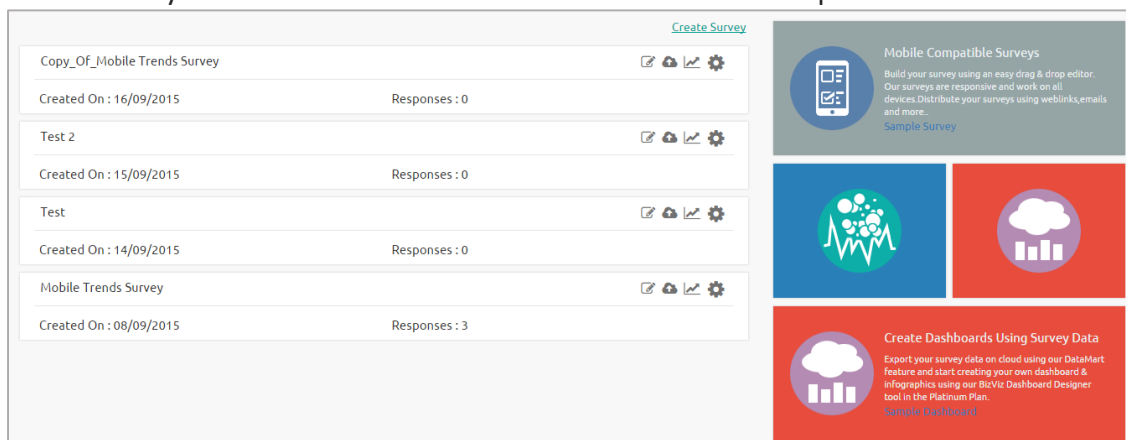 Create Survey
Copy_Of_Mobile Trends Survey
Created On : 16/09/2015 Responses : 0
Test 2
Created On : 15/09/2015 Responses : 0
Test
Created On : 14/09/2015 Responses : 0
Mobile Trends Survey
Created On : 08/09/2015 Responses : 3
Mobile Compatible Surveys
Build your survey using an easy drag & drop editor.
Our surveys are responsive and work on all
devices.Distribute your surveys using weblinks,emails
and more..
Sample Survey
Create Dashboards Using Survey Data
Export your survey data on cloud using our DataMart
feature and start creating your own dashboard &
infographics using our BizViz Dashboard Designer
tool in the Platinum Plan.
Sample Dashboard